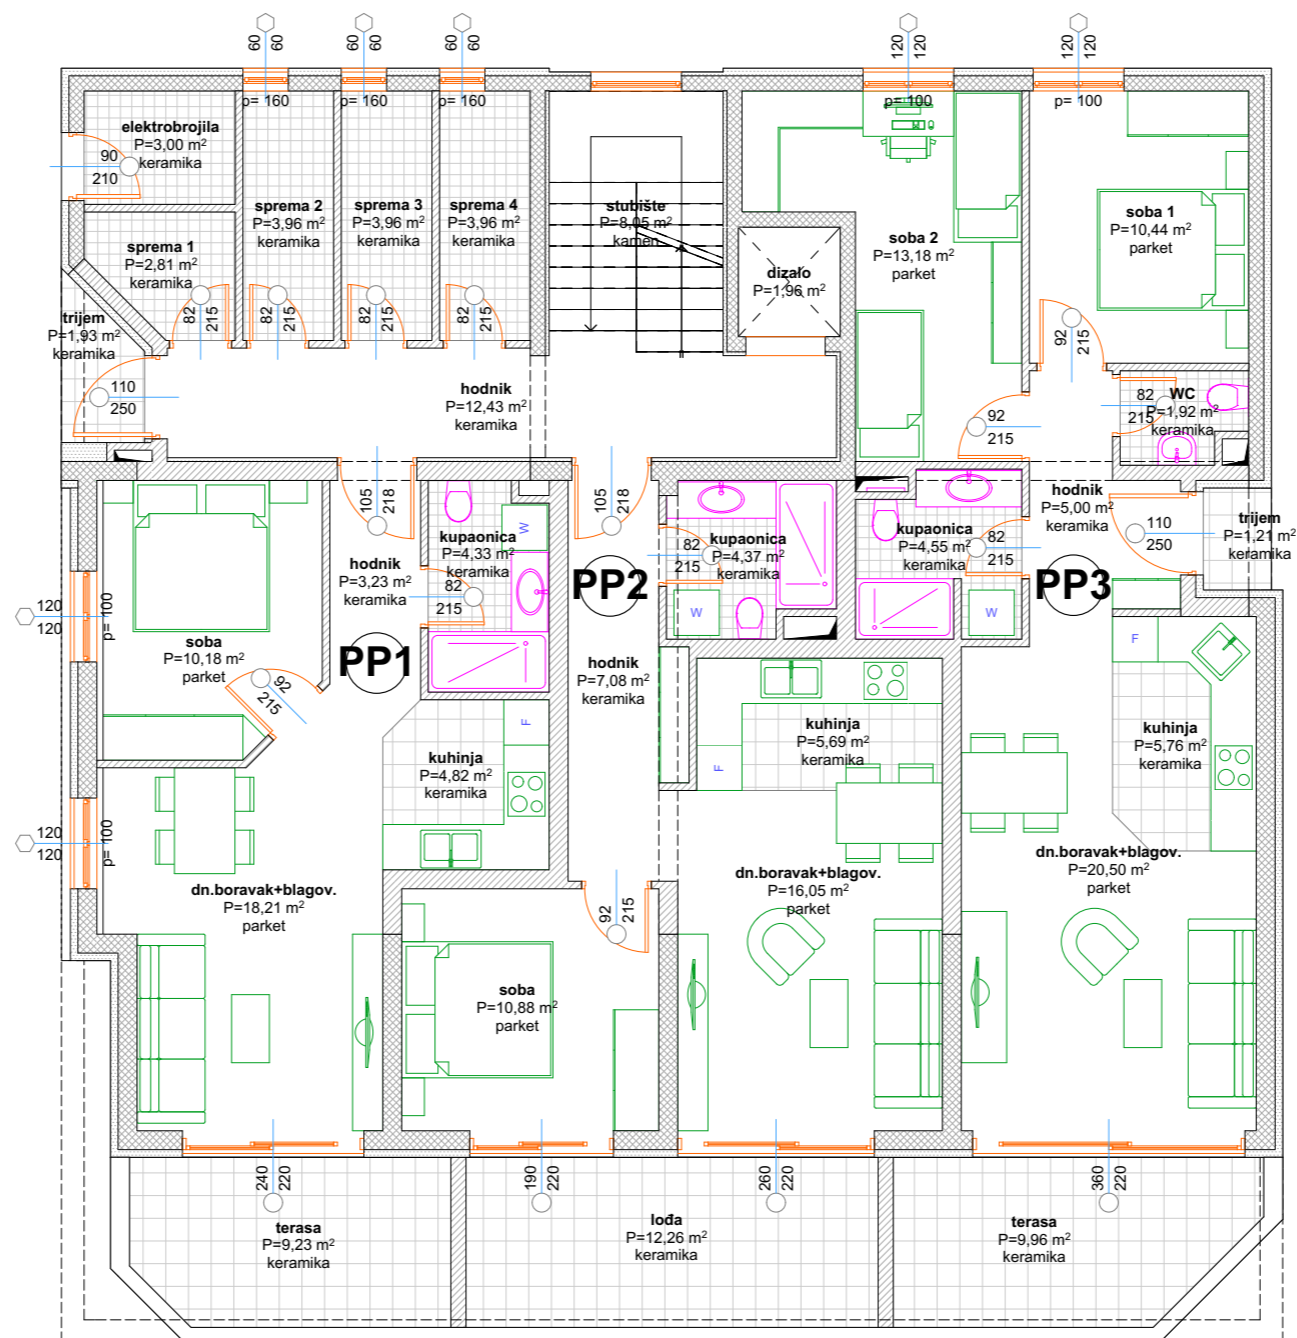 60
60
60
60
60
60
120
120
120
120
p= 160
p= 160
p= 160
p= 100
p= 100
elektrobrojila
P=3,00 m²
keramika
90
210
sprema 1
P=2,81 m²
keramika
sprema 2
P=3,96 m²
keramika
sprema 3
P=3,96 m²
keramika
sprema 4
P=3,96 m²
keramika
stubište
P=8,05 m²
kamen
dizalo
P=1,96 m²
soba 2
P=13,18 m²
parket
soba 1
P=10,44 m²
parket
82
215
82
215
82
215
82
215
92
215
trijem
P=1,93 m²
keramika
110
250
hodnik
P=12,43 m²
keramika
92
215
82
215
WC
P=1,92 m²
keramika
105
218
105
218
hodnik
P=5,00 m²
keramika
110
250
trijem
P=1,21 m²
keramika
W
kupaonica
P=4,33 m²
keramika
82
215
hodnik
P=3,23 m²
keramika
PP2
82
215
kupaonica
P=4,37 m²
keramika
W
kupaonica
P=4,55 m²
keramika
82
215
W
PP3
120
120
p= 100
soba
P=10,18 m²
parket
92
215
PP1
hodnik
P=7,08 m²
keramika
F
kuhinja
P=4,82 m²
keramika
F
kuhinja
P=5,69 m²
keramika
F
kuhinja
P=5,76 m²
keramika
120
120
p= 100
dn.boravak+blagov.
P=18,21 m²
parket
dn.boravak+blagov.
P=16,05 m²
parket
dn.boravak+blagov.
P=20,50 m²
parket
92
215
soba
P=10,88 m²
parket
240
220
190
220
260
220
360
220
terasa
P=9,23 m²
keramika
lođa
P=12,26 m²
keramika
terasa
P=9,96 m²
keramika